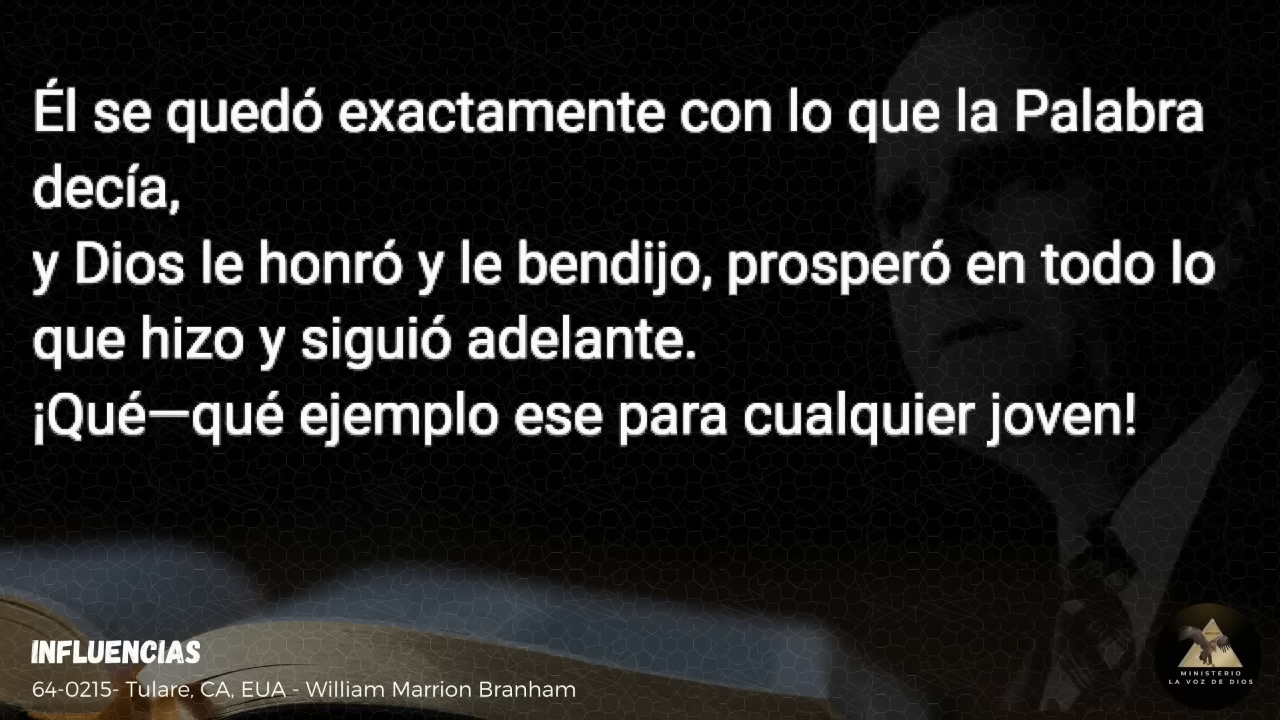 Él se quedó exactamente con lo que la Palabra
decía,
y Dios le honró y le bendijo, prosperó en todo lo
que hizo y siguió adelante.
¡Qué—qué ejemplo ese para cualquier joven!
INFLUENCIAS
64-0215- Tulare, CA, EUA - William Marrion Branham
MINISTERIO
LA VOZ DE DIOS